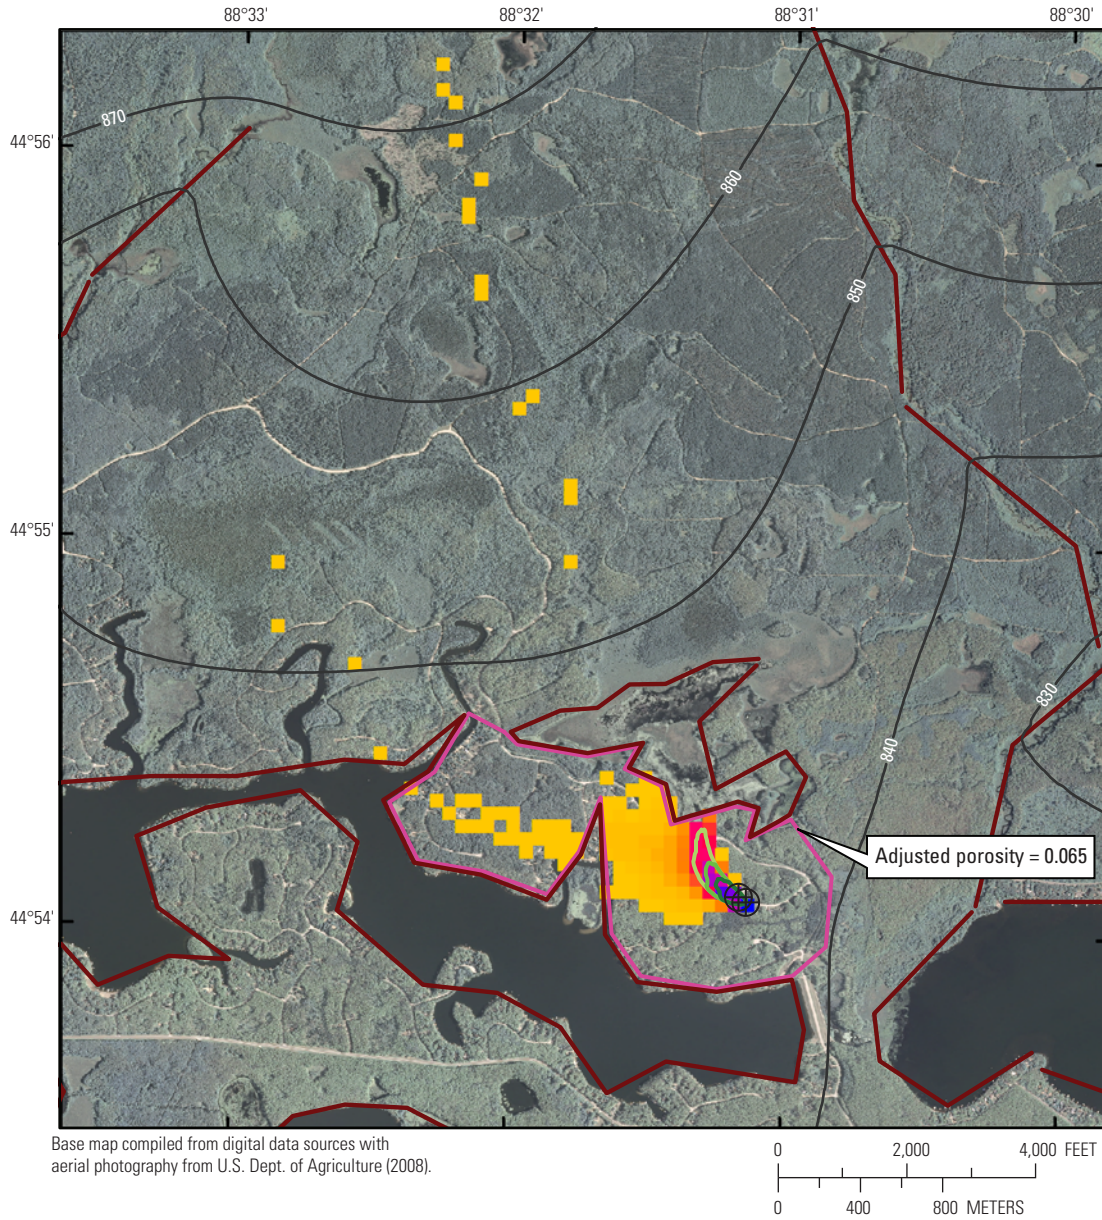 88°33'
88°32'
88°31'
88°30'
870
44°56'
860
850
44°55'
830
840
Adjusted porosity = 0.065
44°54'
Base map compiled from digital data sources with
aerial photography from U.S. Dept. of Agriculture (2008).
0 2,000 4,000 FEET
0 400 800 METERS